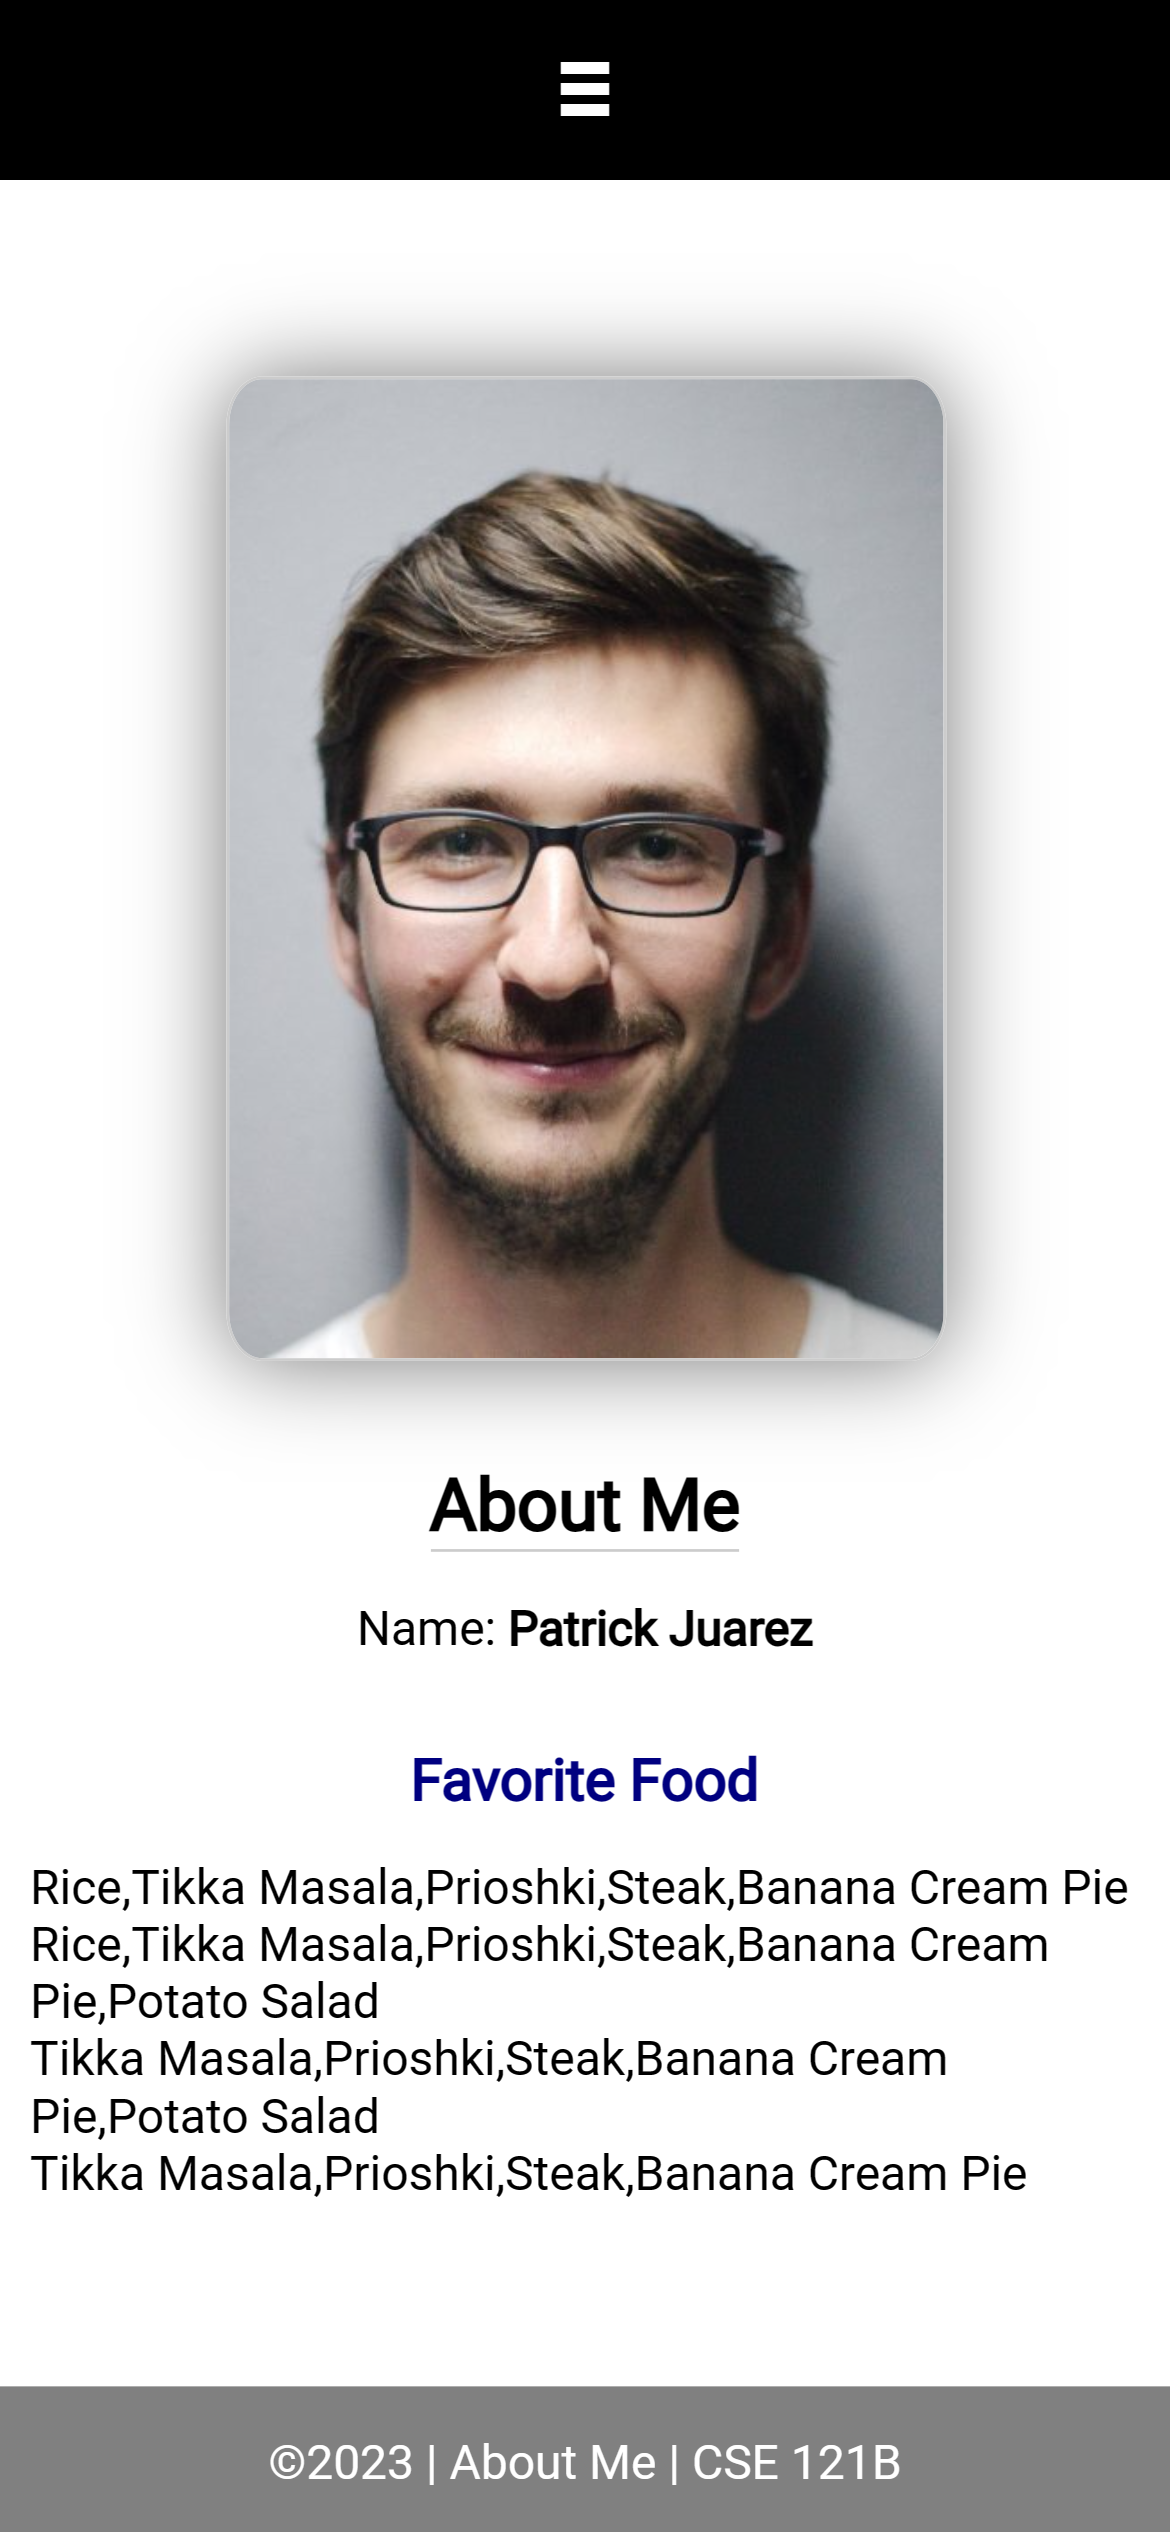 About Me
Name: Patrick Juarez
Favorite Food
Rice,Tikka Masala,Prioshki,Steak,Banana Cream Pie
Rice,Tikka Masala,Prioshki,Steak,Banana Cream
Pie,Potato Salad
Tikka Masala,Prioshki,Steak,Banana Cream
Pie,Potato Salad
Tikka Masala,Prioshki,Steak,Banana Cream Pie
©2023 | About Me | CSE 121B